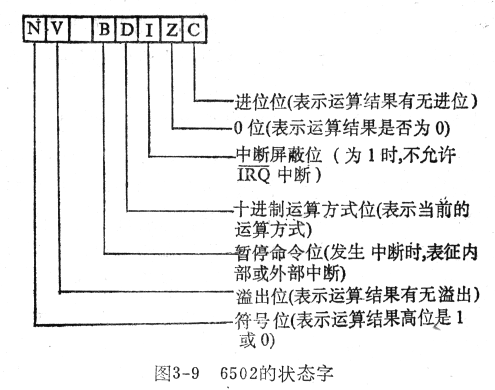 N V B D I Z C
进位位(表示运算结果有无进位)
0 位(表示运算结果是否为 0)
中断屏蔽位 ( 为 1 时,不允许
IRQ 中断 )
十进制运算方式位(表示当前的
运算方式)
暂停命令位(发生 中断时,表征内
部或外部中断)
溢出位(表示运算结果有无溢出)
符号位(表示运算结果高位是 1
或 0)
图3-9 6502的状态字